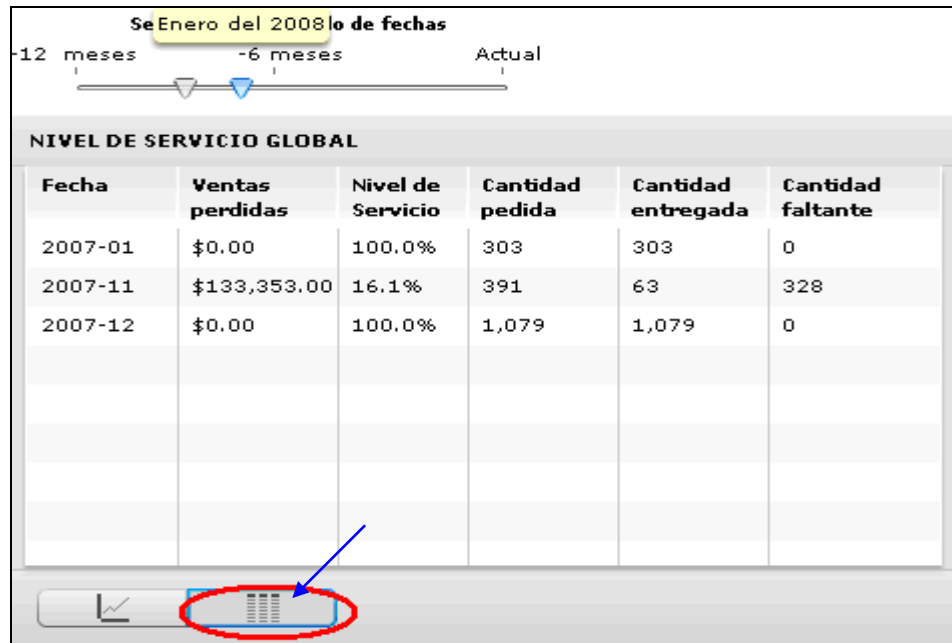 Se Enero del 2008 lo de fechas
-12 meses -6 meses Actual
NIVEL DE SERVICIO GLOBAL
Fecha Ventas perdidas Nivel de Servicio Cantidad pedida Cantidad entregada Cantidad faltante
2007-01 $0.00 100.0% 303 303 0
2007-11 $133,353.00 16.1% 391 63 328
2007-12 $0.00 100.0% 1,079 1,079 0